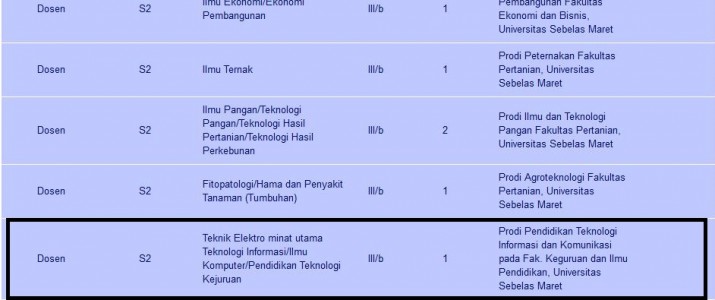 Dosen S2 Ilmu Ekonomi/Ekonomi Pembangunan III/b 1 Pembangunan Fakultas Ekonomi dan Bisnis, Universitas Sebelas Maret
Dosen S2 Ilmu Ternak III/b 1 Prodi Peternakan Fakultas Pertanian, Universitas Sebelas Maret
Dosen S2 Ilmu Pangan/Teknologi Pangan/Teknologi Hasil Pertanian/Teknologi Hasil Perkebunan III/b 2 Prodi Ilmu dan Teknologi Pangan Fakultas Pertanian, Universitas Sebelas Maret
Dosen S2 Fitopatologi/Hama dan Penyakit Tanaman (Tumbuhan) III/b 1 Prodi Agroteknologi Fakultas Pertanian, Universitas Sebelas Maret
Dosen S2 Teknik Elektro minat utama Teknologi Informasi/Ilmu Komputer/Pendidikan Teknologi Kejuruan III/b 1 Prodi Pendidikan Teknologi Informasi dan Komunikasi pada Fak. Keguruan dan Ilmu Pendidikan, Universitas Sebelas Maret